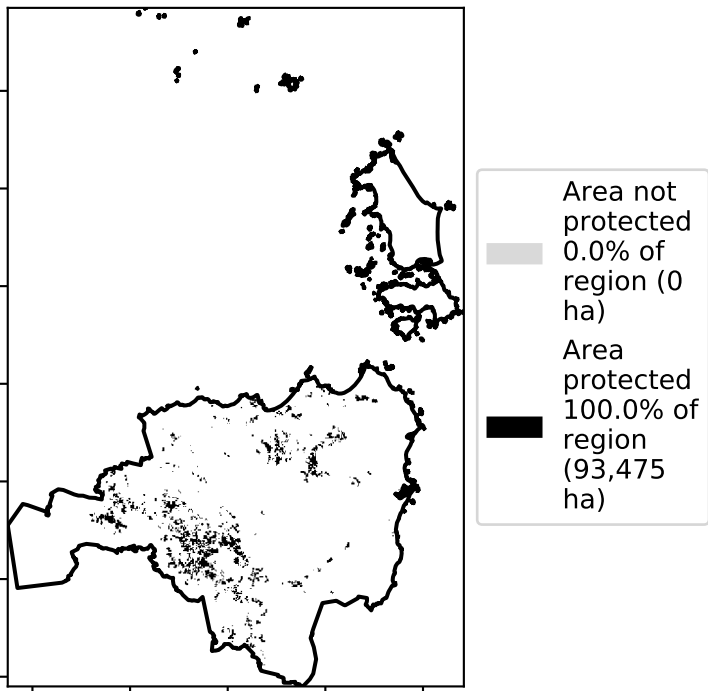 Area not
protected
0.0% of
region (0
ha)
Area
protected
100.0% of
region
(93,475
ha)